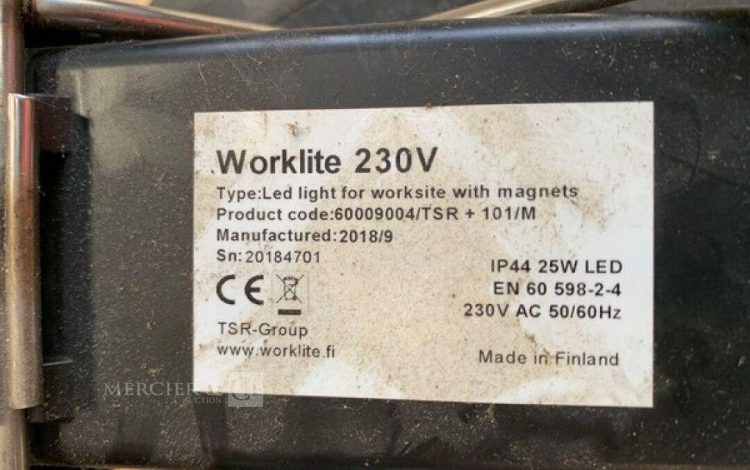 Worklite 230V
Type:Led light for worksite with magnets
Product code:60009004/TSR + 101/M
Manufactured:2018/9
Sn: 20184701
IP44 25W LED
CE
EN 60 598-2-4
230V AC 50/60Hz
TSR-Group
www.worklite.fi
Made in Finland
MERCIER
AUCTION